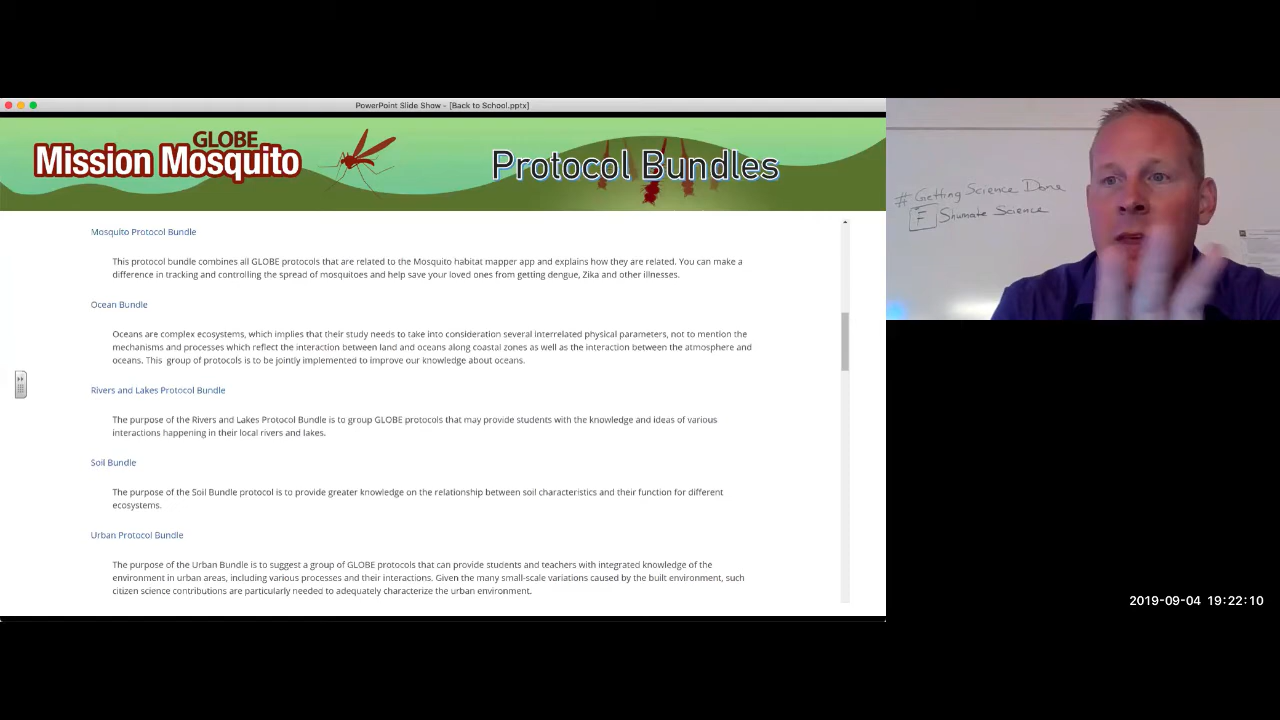 PowerPoint Slide Show - [Back to School.pptx]
GLOBE
Mission Mosquito
Protocol Bundles
Mosquito Protocol Bundle
This protocol bundle combines all GLOBE protocols that are related to the Mosquito habitat mapper app and explains how they are related. You can make a
difference in tracking and controlling the spread of mosquitoes and help save your loved ones from getting dengue, Zika and other illnesses.
Ocean Bundle
Oceans are complex ecosystems, which implies that their study needs to take into consideration several interrelated physical parameters, not to mention the
mechanisms and processes which reflect the interaction between land and oceans along coastal zones as well as the interaction between the atmosphere and
oceans. This group of protocols is to be jointly implemented to improve our knowledge about oceans.
Rivers and Lakes Protocol Bundle
The purpose of the Rivers and Lakes Protocol Bundle is to group GLOBE protocols that may provide students with the knowledge and ideas of various
interactions happening in their local rivers and lakes.
Soil Bundle
The purpose of the Soil Bundle protocol is to provide greater knowledge on the relationship between soil characteristics and their function for different
ecosystems.
Urban Protocol Bundle
The purpose of the Urban Bundle is to suggest a group of GLOBE protocols that can provide students and teachers with integrated knowledge of the
environment in urban areas, including various processes and their interactions. Given the many small-scale variations caused by the built environment, such
citizen science contributions are particularly needed to adequately characterize the urban environment.
# Getting Science Done
F Shumate Science
2019-09-04 19:22:10